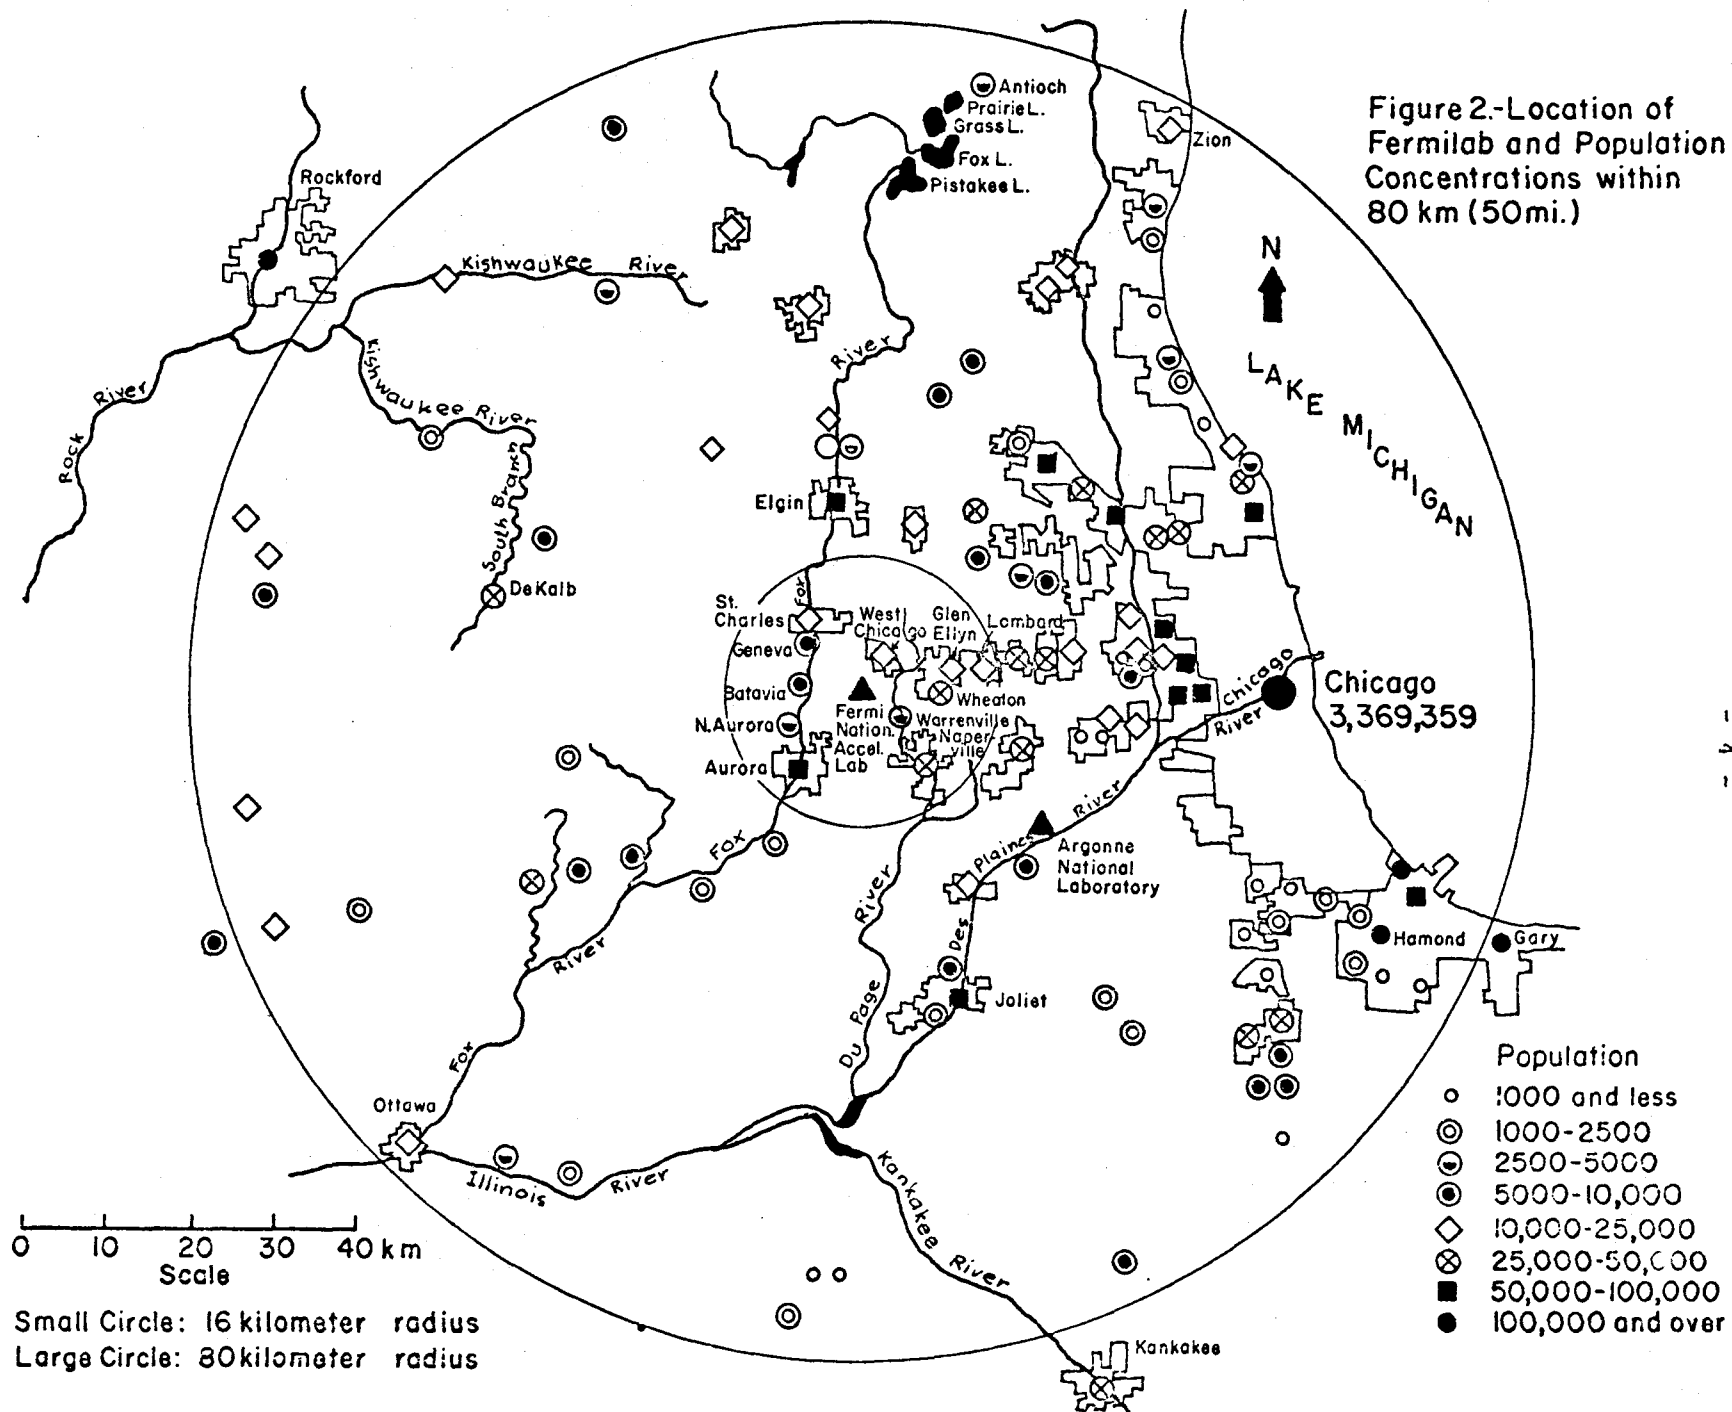 Figure 2.-Location of
Fermilab and Population
Concentrations within
80 km (50mi.)
N
LAKE MICHIGAN
Antioch
Prairie L.
Grass L.
Fox L.
Pistakee L.
Zion
Rockford
Kishwaukee River
River
Kishwaukee River
River
Rock
South Branch
Elgin
DeKalb
Fox
St.
Charles
West
Chicago
Glen
Ellyn
Lombard
Geneva
Batavia
Wheaton
N.Aurora
Fermi
Nation.
Accel.
Lab
Warrenville
Naper-
ville
Aurora
Chicago
River
Chicago
3,369,359
Fox
River
Plaines
River
Argonne
National
Laboratory
River
Des
Hamond
Gary
Du Page
Joliet
Fox
Ottawa
Illinois
River
Kankakee
River
Kankakee
Population
1000 and less
1000-2500
2500-5000
5000-10,000
10,000-25,000
25,000-50,000
50,000-100,000
100,000 and over
0 10 20 30 40 km
Scale
Small Circle: 16 kilometer radius
Large Circle: 80 kilometer radius